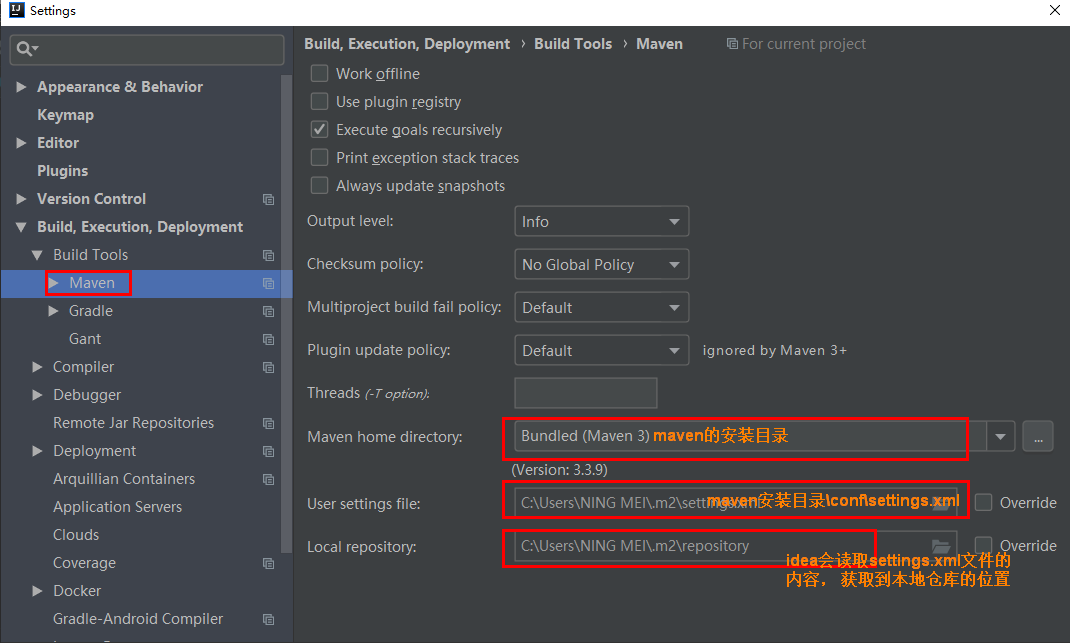 Settings
Build, Execution, Deployment › Build Tools › Maven For current project
Appearance & Behavior
Keymap
Editor
Plugins
Version Control
Build, Execution, Deployment
Build Tools
Maven
Gradle
Gant
Compiler
Debugger
Remote Jar Repositories
Deployment
Arquillian Containers
Application Servers
Clouds
Coverage
Docker
Gradle-Android Compiler
Work offline
Use plugin registry
Execute goals recursively
Print exception stack traces
Always update snapshots
Output level: Info
Checksum policy: No Global Policy
Multiproject build fail policy: Default
Plugin update policy: Default ignored by Maven 3+
Threads (-T option):
Maven home directory: Bundled (Maven 3) maven的安装目录 ...
(Version: 3.3.9)
User settings file: C:\Users\NING MEI\.m2\settings.xml maven安装目录\conf\settings.xml Override
Local repository: C:\Users\NING MEI\.m2\repository Override
idea会读取settings.xml文件的
内容，获取到本地仓库的位置